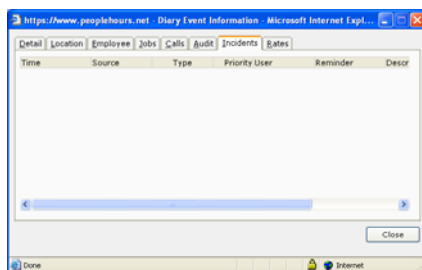 https://www.peoplehours.net - Diary Event Information - Microsoft Internet Expl...
Detail Location Employee Jobs Calls Audit Incidents Rates
Time Source Type Priority User Reminder Descr
Close
Done Internet